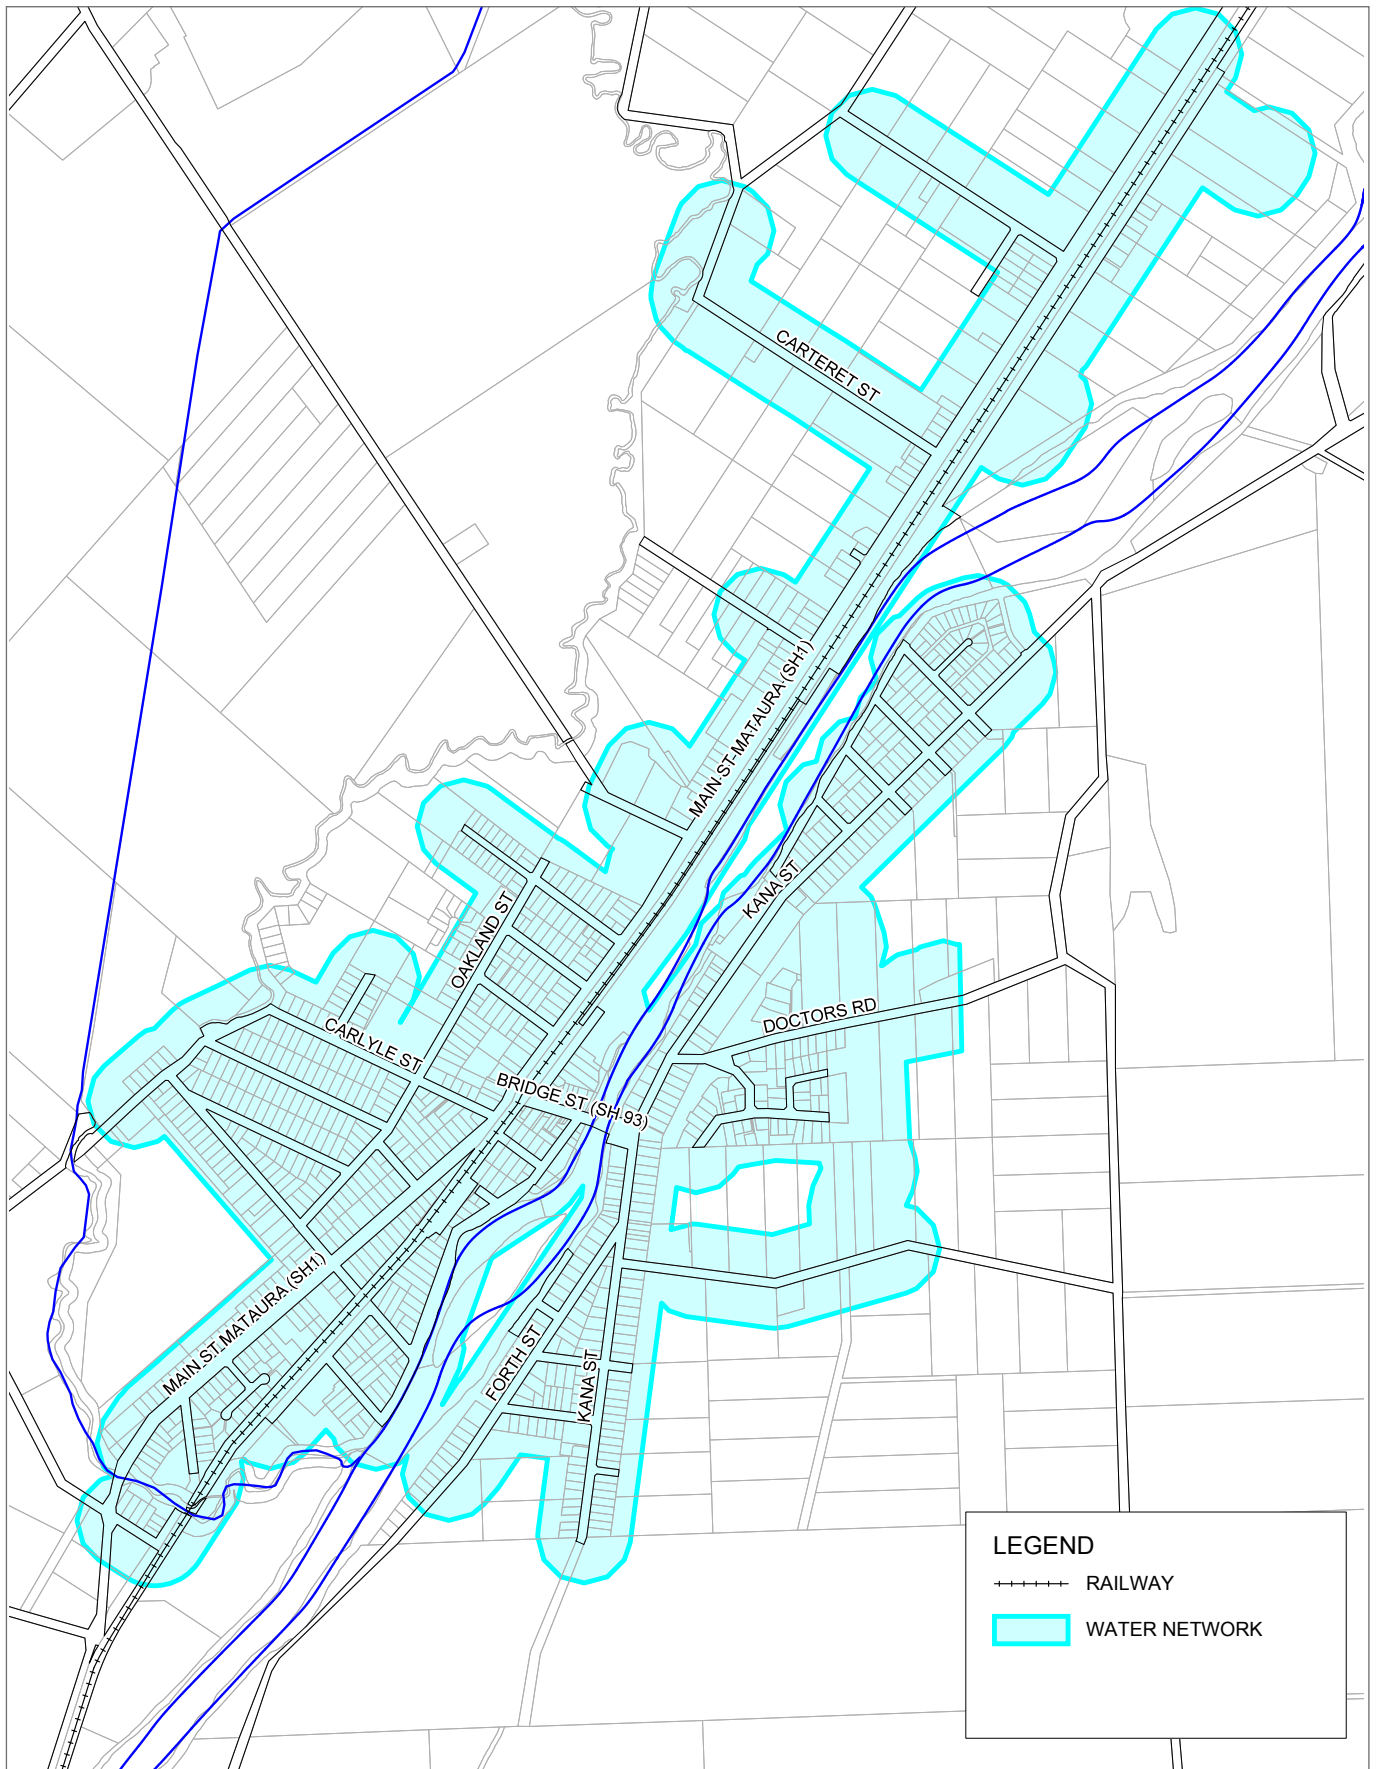 CARTERET ST
MAIN ST MATAURA (SH1)
KANA ST
OAKLAND ST
DOCTORS RD
CARLYLE ST
BRIDGE ST (SH 93)
MAIN ST MATAURA (SH1)
FORTH ST
KANA ST
LEGEND
RAILWAY
WATER NETWORK